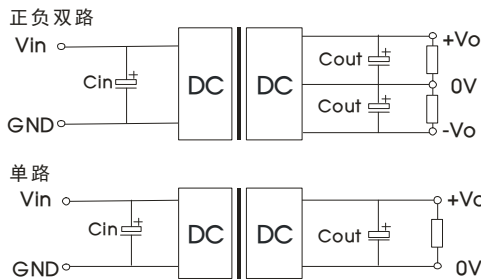 正负双路
Vin
+Vo
Cout
Cin
DC
DC
0V
Cout
GND
-Vo
单路
Vin
+Vo
Cin
DC
DC
Cout
GND
0V